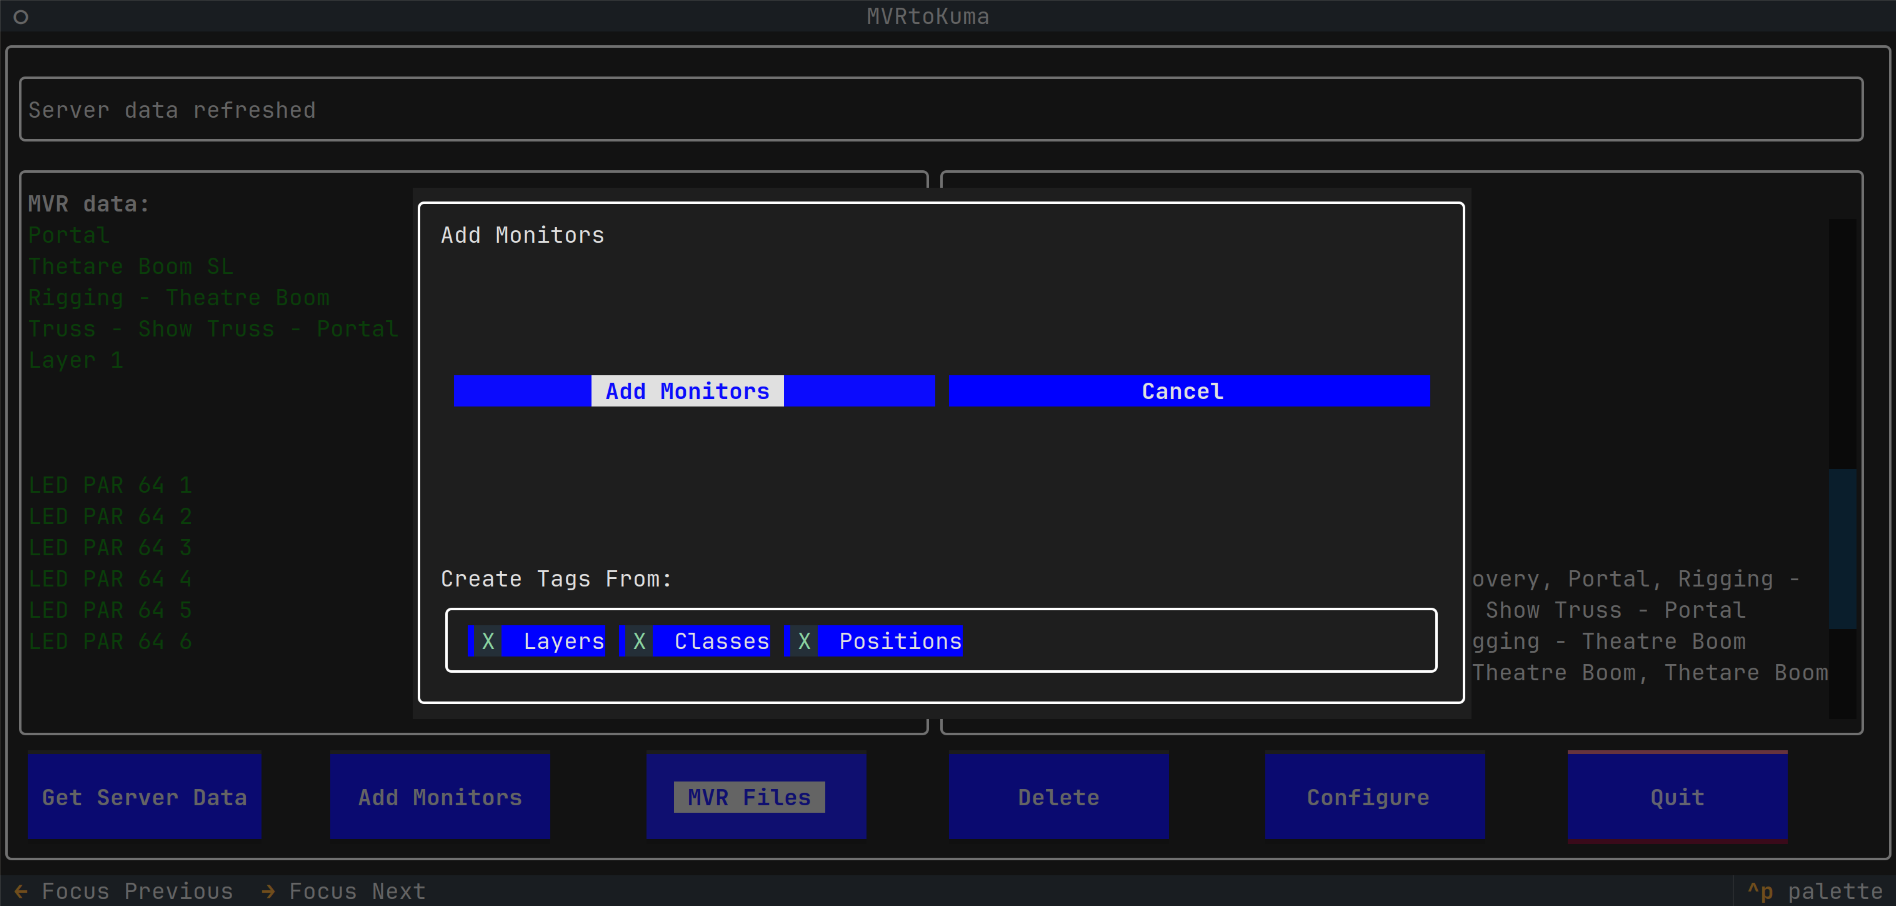 MVRtoKuma
Server data refreshed
MVR data:
Portal
Thetare Boom SL
Rigging - Theatre Boom
Truss - Show Truss - Portal
Layer 1
LED PAR 64 1
LED PAR 64 2
LED PAR 64 3
LED PAR 64 4
LED PAR 64 5
LED PAR 64 6
Add Monitors
Add Monitors Cancel
Create Tags From:
X Layers X Classes X Positions
overy, Portal, Rigging -
Show Truss - Portal
gging - Theatre Boom
Theatre Boom, Thetare Boom
Get Server Data Add Monitors MVR Files Delete Configure Quit
← Focus Previous → Focus Next ^p palette